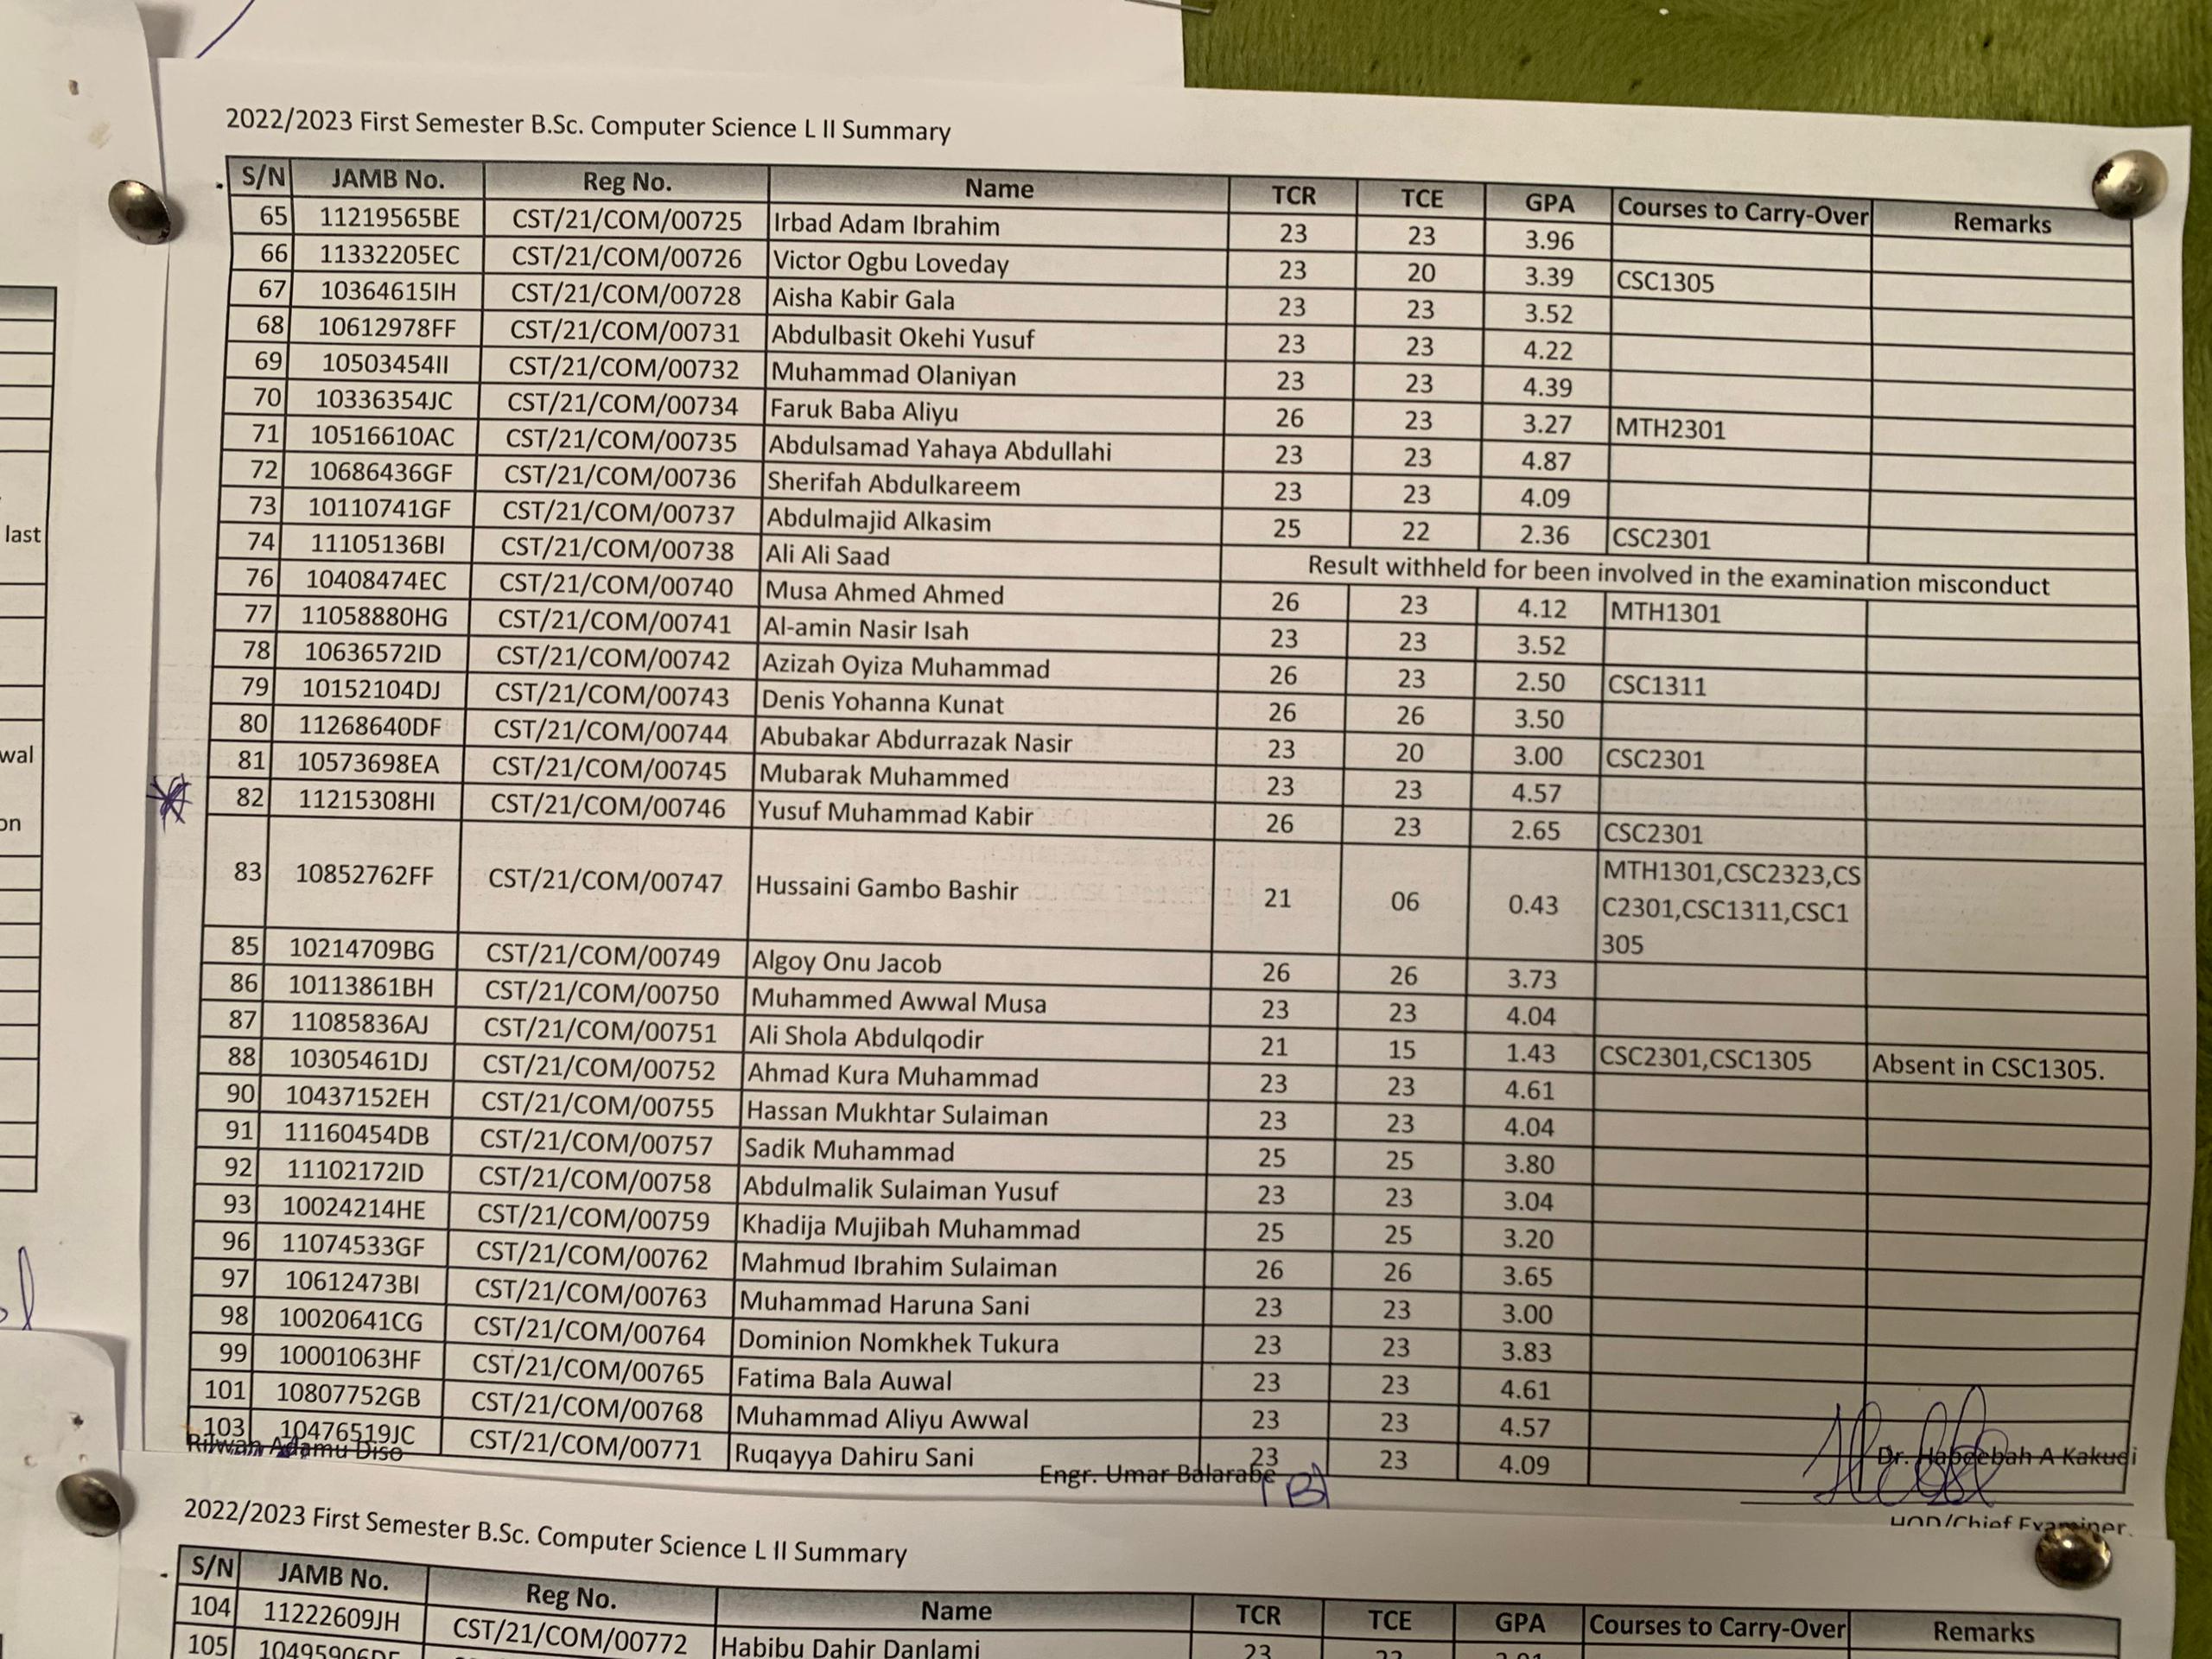 2022/2023 First Semester B.Sc. Computer Science L II Summary
S/N JAMB No. Reg No. Name TCR TCE GPA Courses to Carry-Over Remarks
65 11219565BE CST/21/COM/00725 Irbad Adam Ibrahim 23 23 3.96
66 11332205EC CST/21/COM/00726 Victor Ogbu Loveday 23 20 3.39 CSC1305
67 10364615IH CST/21/COM/00728 Aisha Kabir Gala 23 23 3.52
68 10612978FF CST/21/COM/00731 Abdulbasit Okehi Yusuf 23 23 4.22
69 10503454II CST/21/COM/00732 Muhammad Olaniyan 23 23 4.39
70 10336354JC CST/21/COM/00734 Faruk Baba Aliyu 26 23 3.27 MTH2301
71 10516610AC CST/21/COM/00735 Abdulsamad Yahaya Abdullahi 23 23 4.87
72 10686436GF CST/21/COM/00736 Sherifah Abdulkareem 23 23 4.09
73 10110741GF CST/21/COM/00737 Abdulmajid Alkasim 25 22 2.36 CSC2301
74 11105136BI CST/21/COM/00738 Ali Ali Saad Result withheld for been involved in the examination misconduct
76 10408474EC CST/21/COM/00740 Musa Ahmed Ahmed 26 23 4.12 MTH1301
77 11058880HG CST/21/COM/00741 Al-amin Nasir Isah 23 23 3.52
78 10636572ID CST/21/COM/00742 Azizah Oyiza Muhammad 26 23 2.50 CSC1311
79 10152104DJ CST/21/COM/00743 Denis Yohanna Kunat 26 26 3.50
80 11268640DF CST/21/COM/00744 Abubakar Abdurrazak Nasir 23 20 3.00 CSC2301
81 10573698EA CST/21/COM/00745 Mubarak Muhammed 23 23 4.57
82 11215308HI CST/21/COM/00746 Yusuf Muhammad Kabir 26 23 2.65 CSC2301
83 10852762FF CST/21/COM/00747 Hussaini Gambo Bashir 21 06 0.43 MTH1301,CSC2323,CS
C2301,CSC1311,CSC1
305
85 10214709BG CST/21/COM/00749 Algoy Onu Jacob 26 26 3.73
86 10113861BH CST/21/COM/00750 Muhammed Awwal Musa 23 23 4.04
87 11085836AJ CST/21/COM/00751 Ali Shola Abdulqodir 21 15 1.43 CSC2301,CSC1305 Absent in CSC1305.
88 10305461DJ CST/21/COM/00752 Ahmad Kura Muhammad 23 23 4.61
90 10437152EH CST/21/COM/00755 Hassan Mukhtar Sulaiman 23 23 4.04
91 11160454DB CST/21/COM/00757 Sadik Muhammad 25 25 3.80
92 11102172ID CST/21/COM/00758 Abdulmalik Sulaiman Yusuf 23 23 3.04
93 10024214HE CST/21/COM/00759 Khadija Mujibah Muhammad 25 25 3.20
96 11074533GF CST/21/COM/00762 Mahmud Ibrahim Sulaiman 26 26 3.65
97 10612473BI CST/21/COM/00763 Muhammad Haruna Sani 23 23 3.00
98 10020641CG CST/21/COM/00764 Dominion Nomkhek Tukura 23 23 3.83
99 10001063HF CST/21/COM/00765 Fatima Bala Auwal 23 23 4.61
101 10807752GB CST/21/COM/00768 Muhammad Aliyu Awwal 23 23 4.57
103 10476519JC CST/21/COM/00771 Ruqayya Dahiru Sani 23 23 4.09
Rilwan Adamu Diso Engr. Umar Balarabe Dr. Habeebah A Kakudi
HOD/Chief Examiner.
2022/2023 First Semester B.Sc. Computer Science L II Summary
S/N JAMB No. Reg No. Name TCR TCE GPA Courses to Carry-Over Remarks
104 11222609JH CST/21/COM/00772 Habibu Dahir Danlami 23
105
last
wal
on